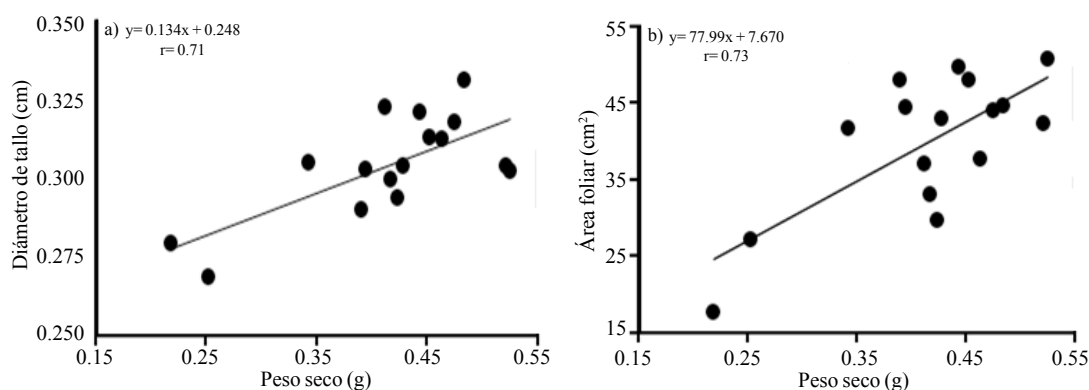 a) y= 0.134x + 0.248
r= 0.71
0.350
0.325
0.300
0.275
0.250
Diámetro de tallo (cm)
0.15 0.25 0.35 0.45 0.55
Peso seco (g)
b) y= 77.99x + 7.670
r= 0.73
55
45
35
25
15
Área foliar (cm²)
0.15 0.25 0.35 0.45 0.55
Peso seco (g)